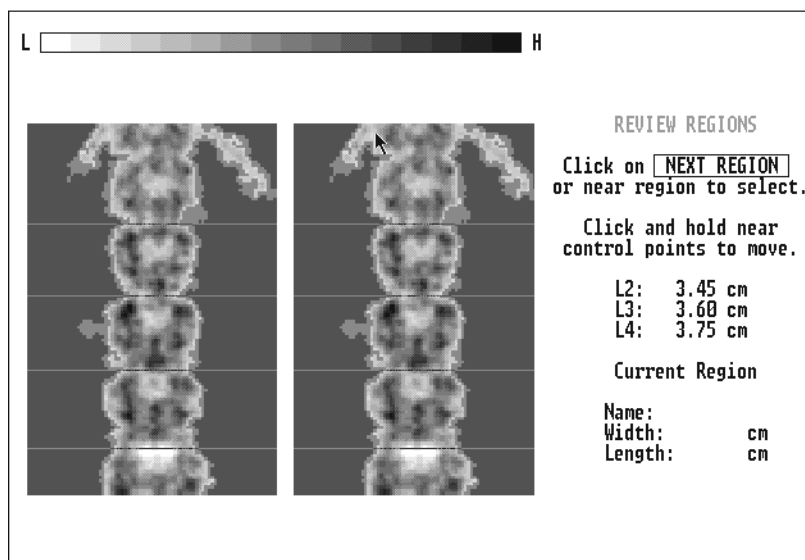 L H
REVIEW REGIONS
Click on NEXT REGION
or near region to select.
Click and hold near
control points to move.
L2: 3.45 cm
L3: 3.60 cm
L4: 3.75 cm
Current Region
Name:
Width: cm
Length: cm